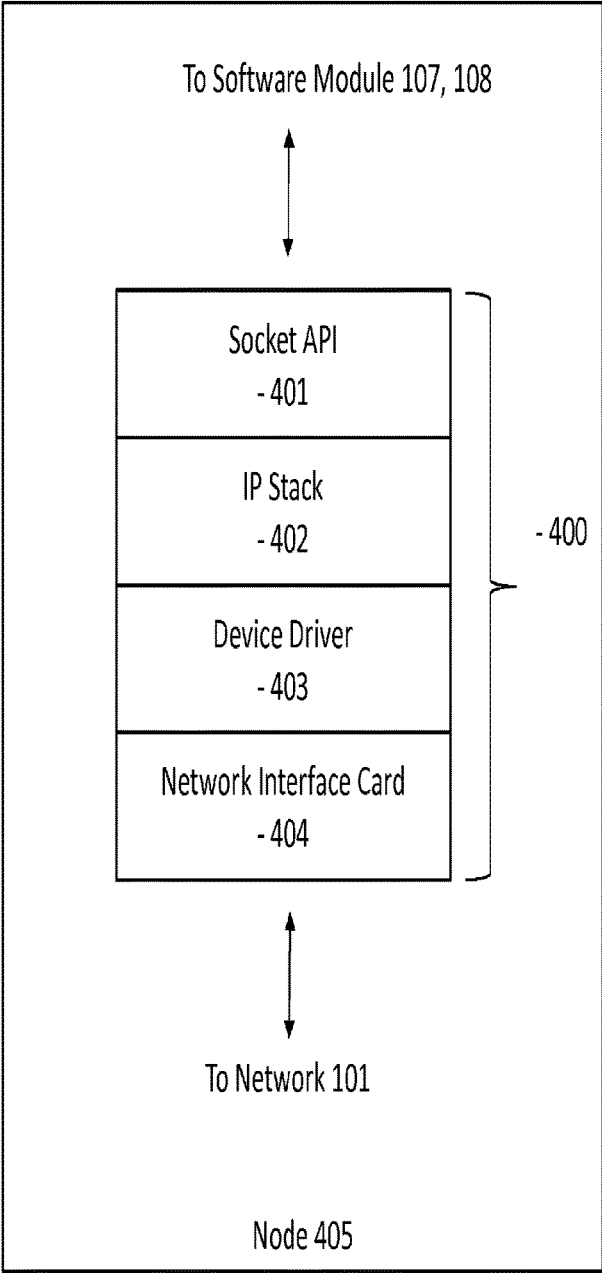 To Software Module 107, 108
Socket API
- 401
IP Stack
- 402
- 400
Device Driver
- 403
Network Interface Card
- 404
To Network 101
Node 405